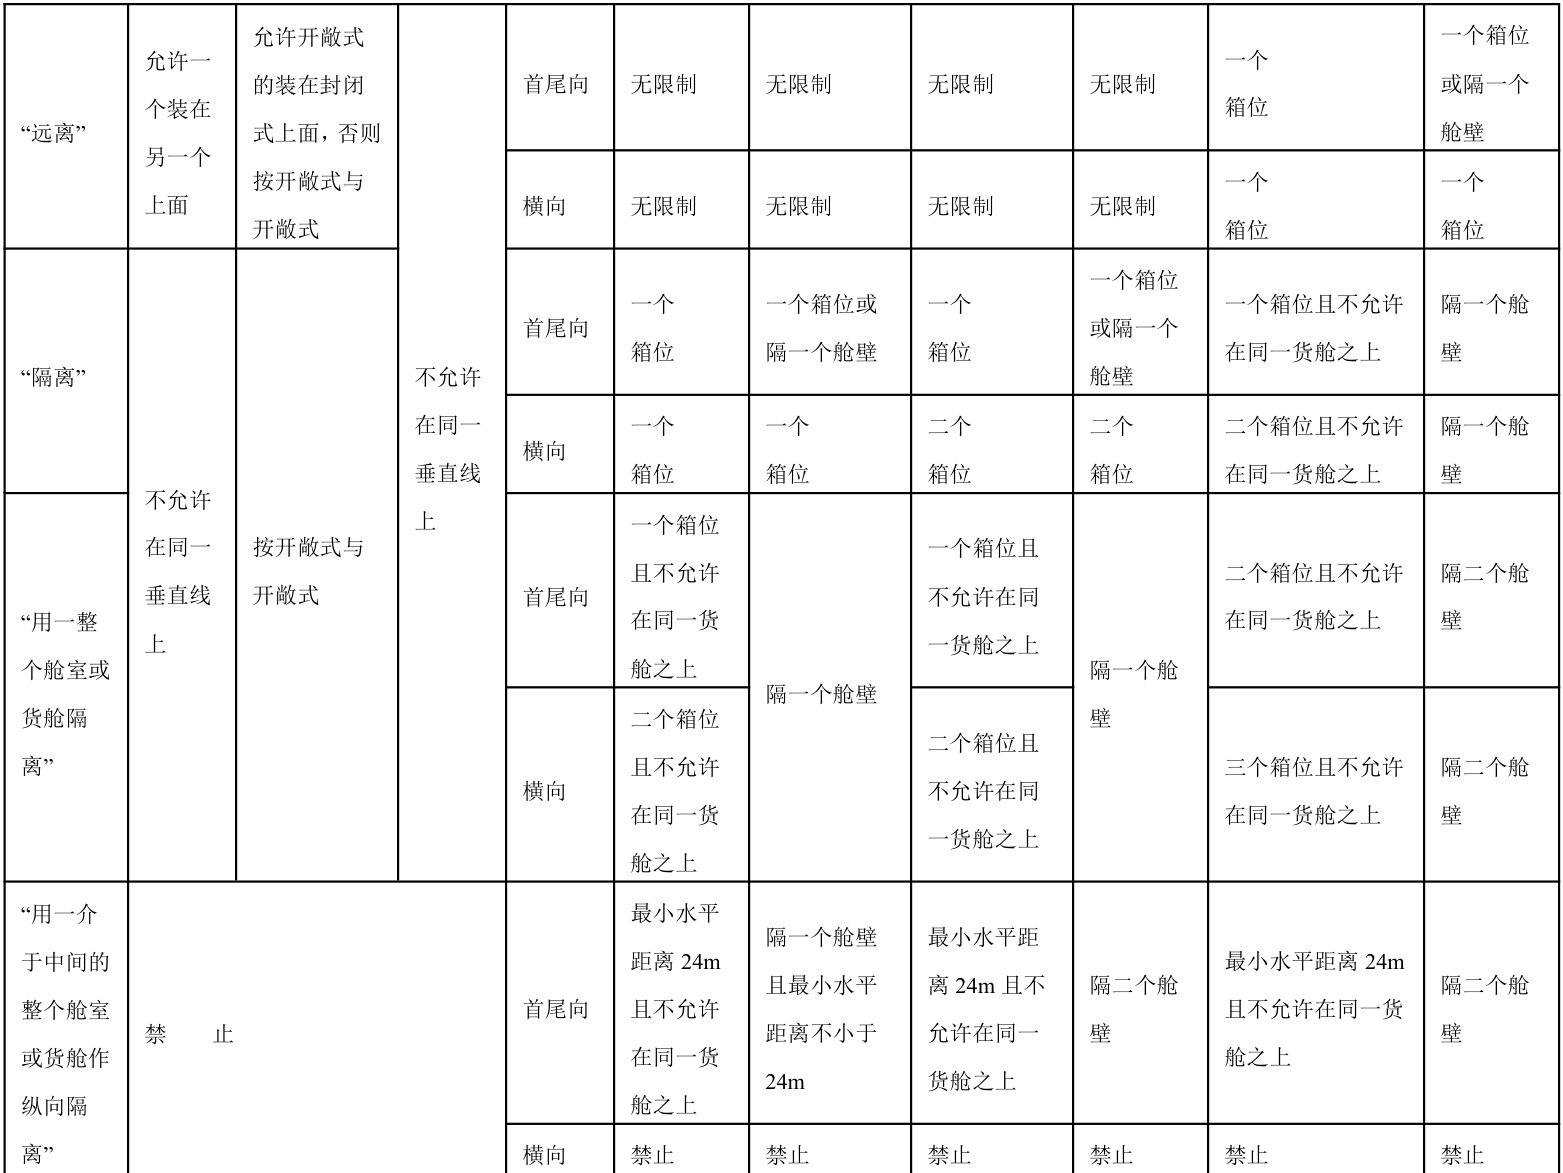 “远离”
允许一
个装在
另一个
上面
允许开敞式
的装在封闭
式上面，否则
按开敞式与
开敞式
不允许
在同一
垂直线
上
首尾向
无限制
无限制
无限制
无限制
一个
箱位
一个箱位
或隔一个
舱壁
横向
无限制
无限制
无限制
无限制
一个
箱位
一个
箱位
“隔离”
不允许
在同一
垂直线
上
按开敞式与
开敞式
首尾向
一个
箱位
一个箱位或
隔一个舱壁
一个
箱位
一个箱位
或隔一个
舱壁
一个箱位且不允许
在同一货舱之上
隔一个舱
壁
横向
一个
箱位
一个
箱位
二个
箱位
二个
箱位
二个箱位且不允许
在同一货舱之上
隔一个舱
壁
“用一整
个舱室或
货舱隔
离”
首尾向
一个箱位
且不允许
在同一货
舱之上
隔一个舱壁
一个箱位且
不允许在同
一货舱之上
隔一个舱
壁
二个箱位且不允许
在同一货舱之上
隔二个舱
壁
横向
二个箱位
且不允许
在同一货
舱之上
二个箱位且
不允许在同
一货舱之上
三个箱位且不允许
在同一货舱之上
隔二个舱
壁
“用一介
于中间的
整个舱室
或货舱作
纵向隔
离”
禁　　止
首尾向
最小水平
距离 24m
且不允许
在同一货
舱之上
隔一个舱壁
且最小水平
距离不小于
24m
最小水平距
离 24m 且不
允许在同一
货舱之上
隔二个舱
壁
最小水平距离 24m
且不允许在同一货
舱之上
隔二个舱
壁
横向
禁止
禁止
禁止
禁止
禁止
禁止